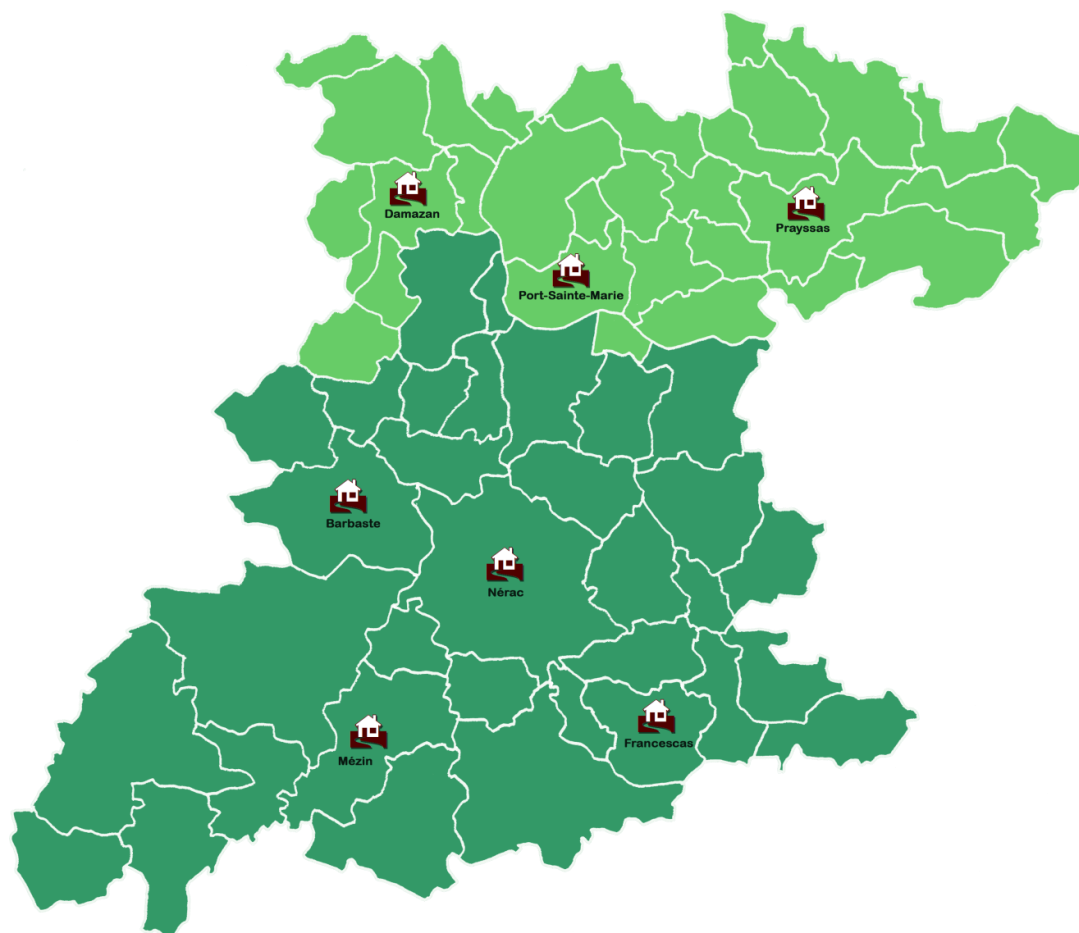 Damazan
Prayssas
Port-Sainte-Marie
Barbaste
Nérac
Francescas
Mézin